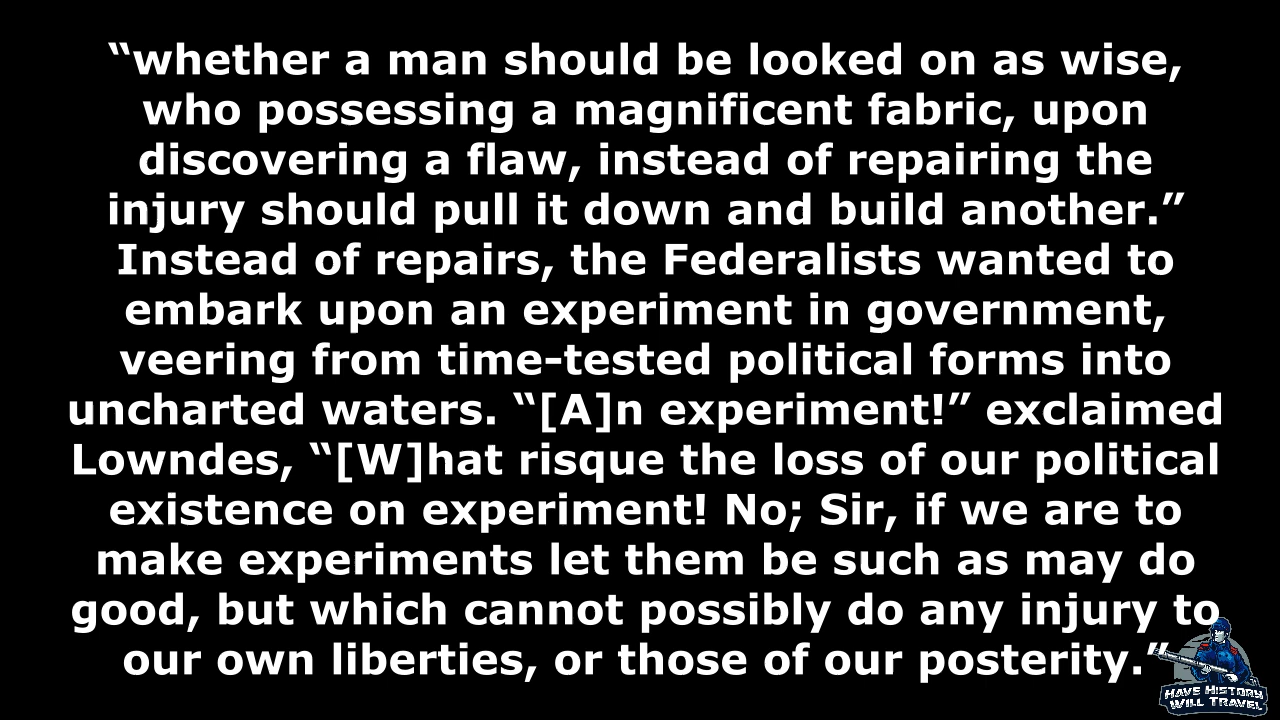 “whether a man should be looked on as wise,
who possessing a magnificent fabric, upon
discovering a flaw, instead of repairing the
injury should pull it down and build another.”
Instead of repairs, the Federalists wanted to
embark upon an experiment in government,
veering from time-tested political forms into
uncharted waters. “[A]n experiment!” exclaimed
Lowndes, “[W]hat risque the loss of our political
existence on experiment! No; Sir, if we are to
make experiments let them be such as may do
good, but which cannot possibly do any injury to
our own liberties, or those of our posterity.”
HAVE HISTORY
WILL TRAVEL